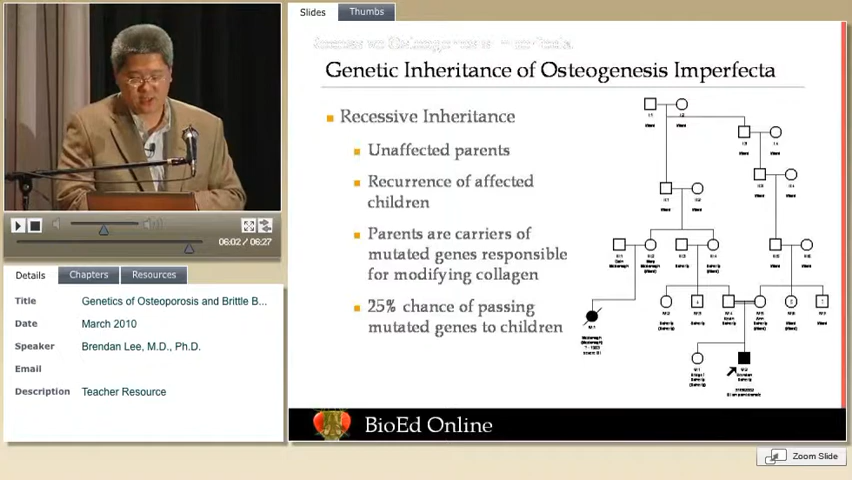 Slides
Thumbs
Genetic Inheritance of Osteogenesis Imperfecta
Recessive Inheritance
Unaffected parents
Recurrence of affected
children
Parents are carriers of
mutated genes responsible
for modifying collagen
25% chance of passing
mutated genes to children
BioEd Online
Zoom Slide
06:02 / 06:27
Details
Chapters
Resources
Title
Genetics of Osteoporosis and Brittle B...
Date
March 2010
Speaker
Brendan Lee, M.D., Ph.D.
Email
Description
Teacher Resource